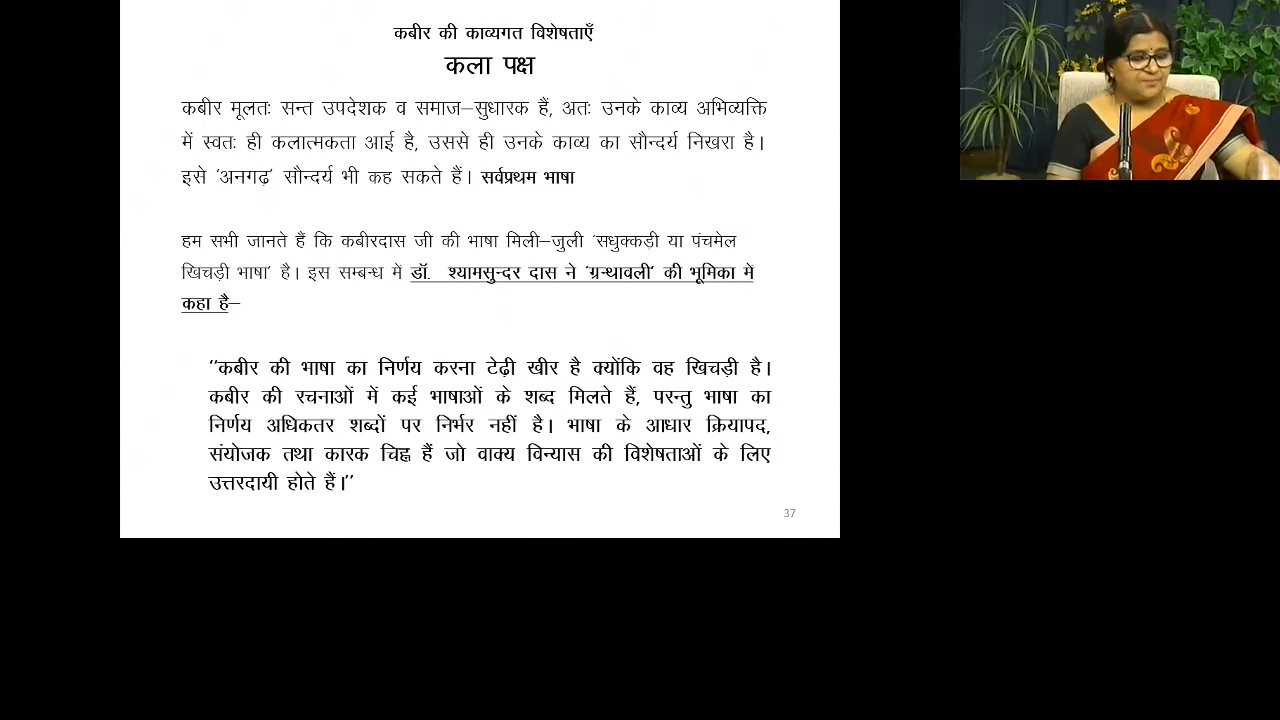 कबीर की काव्यगत विशेषताएँ
कला पक्ष
कबीर मूलतः सन्त उपदेशक व समाज–सुधारक हैं, अतः उनके काव्य अभिव्यक्ति
में स्वतः ही कलात्मकता आई है, उससे ही उनके काव्य का सौन्दर्य निखरा है।
इसे ‘अनगढ़’ सौन्दर्य भी कह सकते हैं। सर्वप्रथम भाषा
हम सभी जानते हैं कि कबीरदास जी की भाषा मिली–जुली ‘सधुक्कड़ी या पंचमेल
खिचड़ी भाषा’ है। इस सम्बन्ध में डॉ. श्यामसुन्दर दास ने ‘ग्रन्थावली’ की भूमिका में
कहा है–
‘‘कबीर की भाषा का निर्णय करना टेढ़ी खीर है क्योंकि वह खिचड़ी है।
कबीर की रचनाओं में कई भाषाओं के शब्द मिलते हैं, परन्तु भाषा का
निर्णय अधिकतर शब्दों पर निर्भर नहीं है। भाषा के आधार क्रियापद,
संयोजक तथा कारक चिह्न हैं जो वाक्य विन्यास की विशेषताओं के लिए
उत्तरदायी होते हैं।’’
37